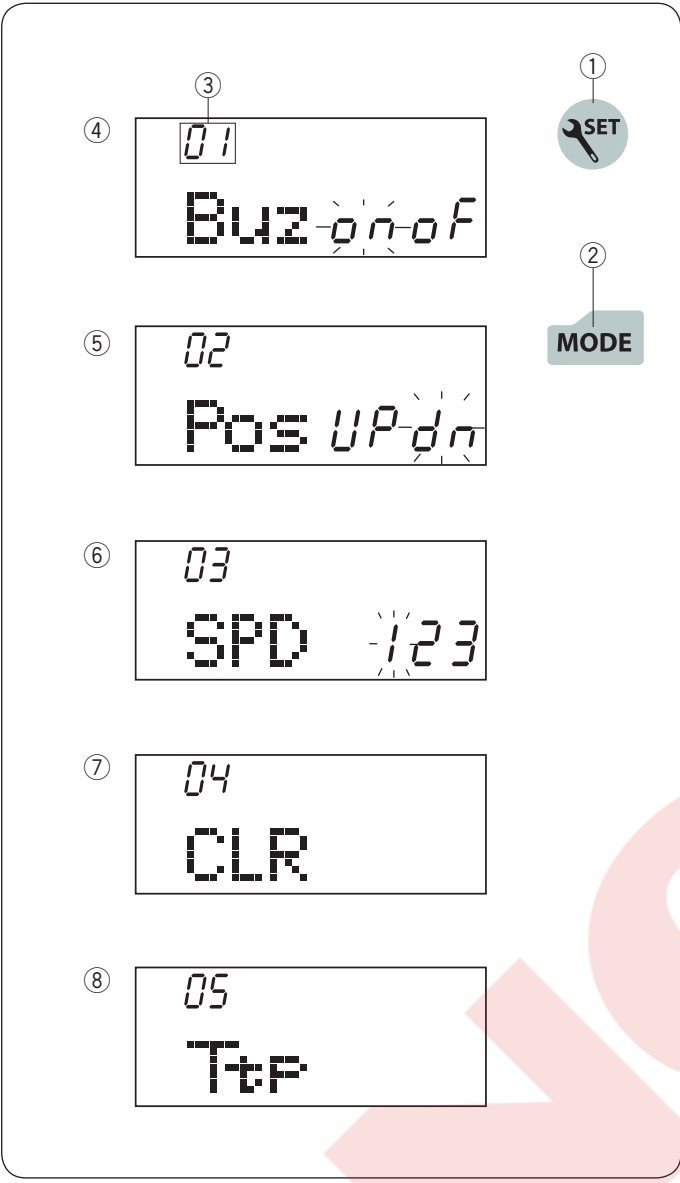 ③
④
01
Buz on oF
①
SET
②
MODE
⑤
02
Pos UP dn
⑥
03
SPD 123
⑦
04
CLR
⑧
05
Ttp